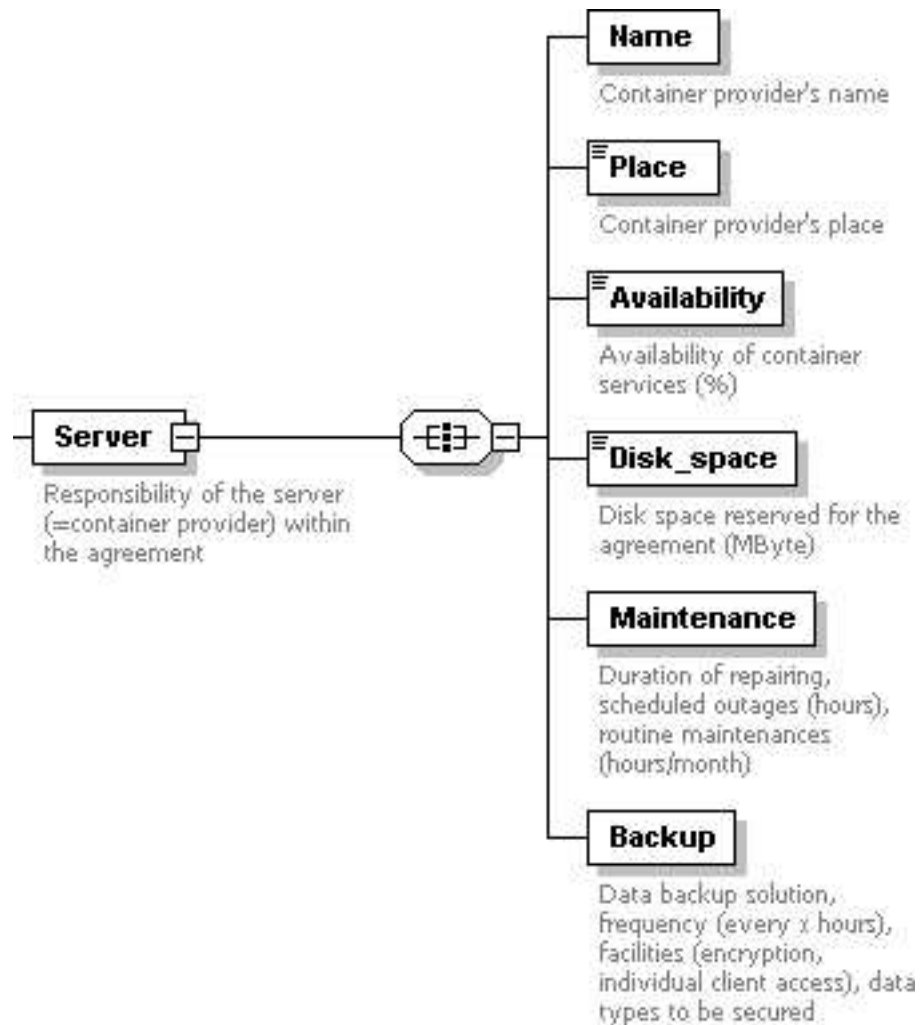 Name
Container provider's name
Place
Container provider's place
Availability
Availability of container
services (%)
Server
Responsibility of the server
(=container provider) within
the agreement
Disk_space
Disk space reserved for the
agreement (MByte)
Maintenance
Duration of repairing,
scheduled outages (hours),
routine maintenances
(hours/month)
Backup
Data backup solution,
frequency (every x hours),
facilities (encryption,
individual client access), data
types to be secured